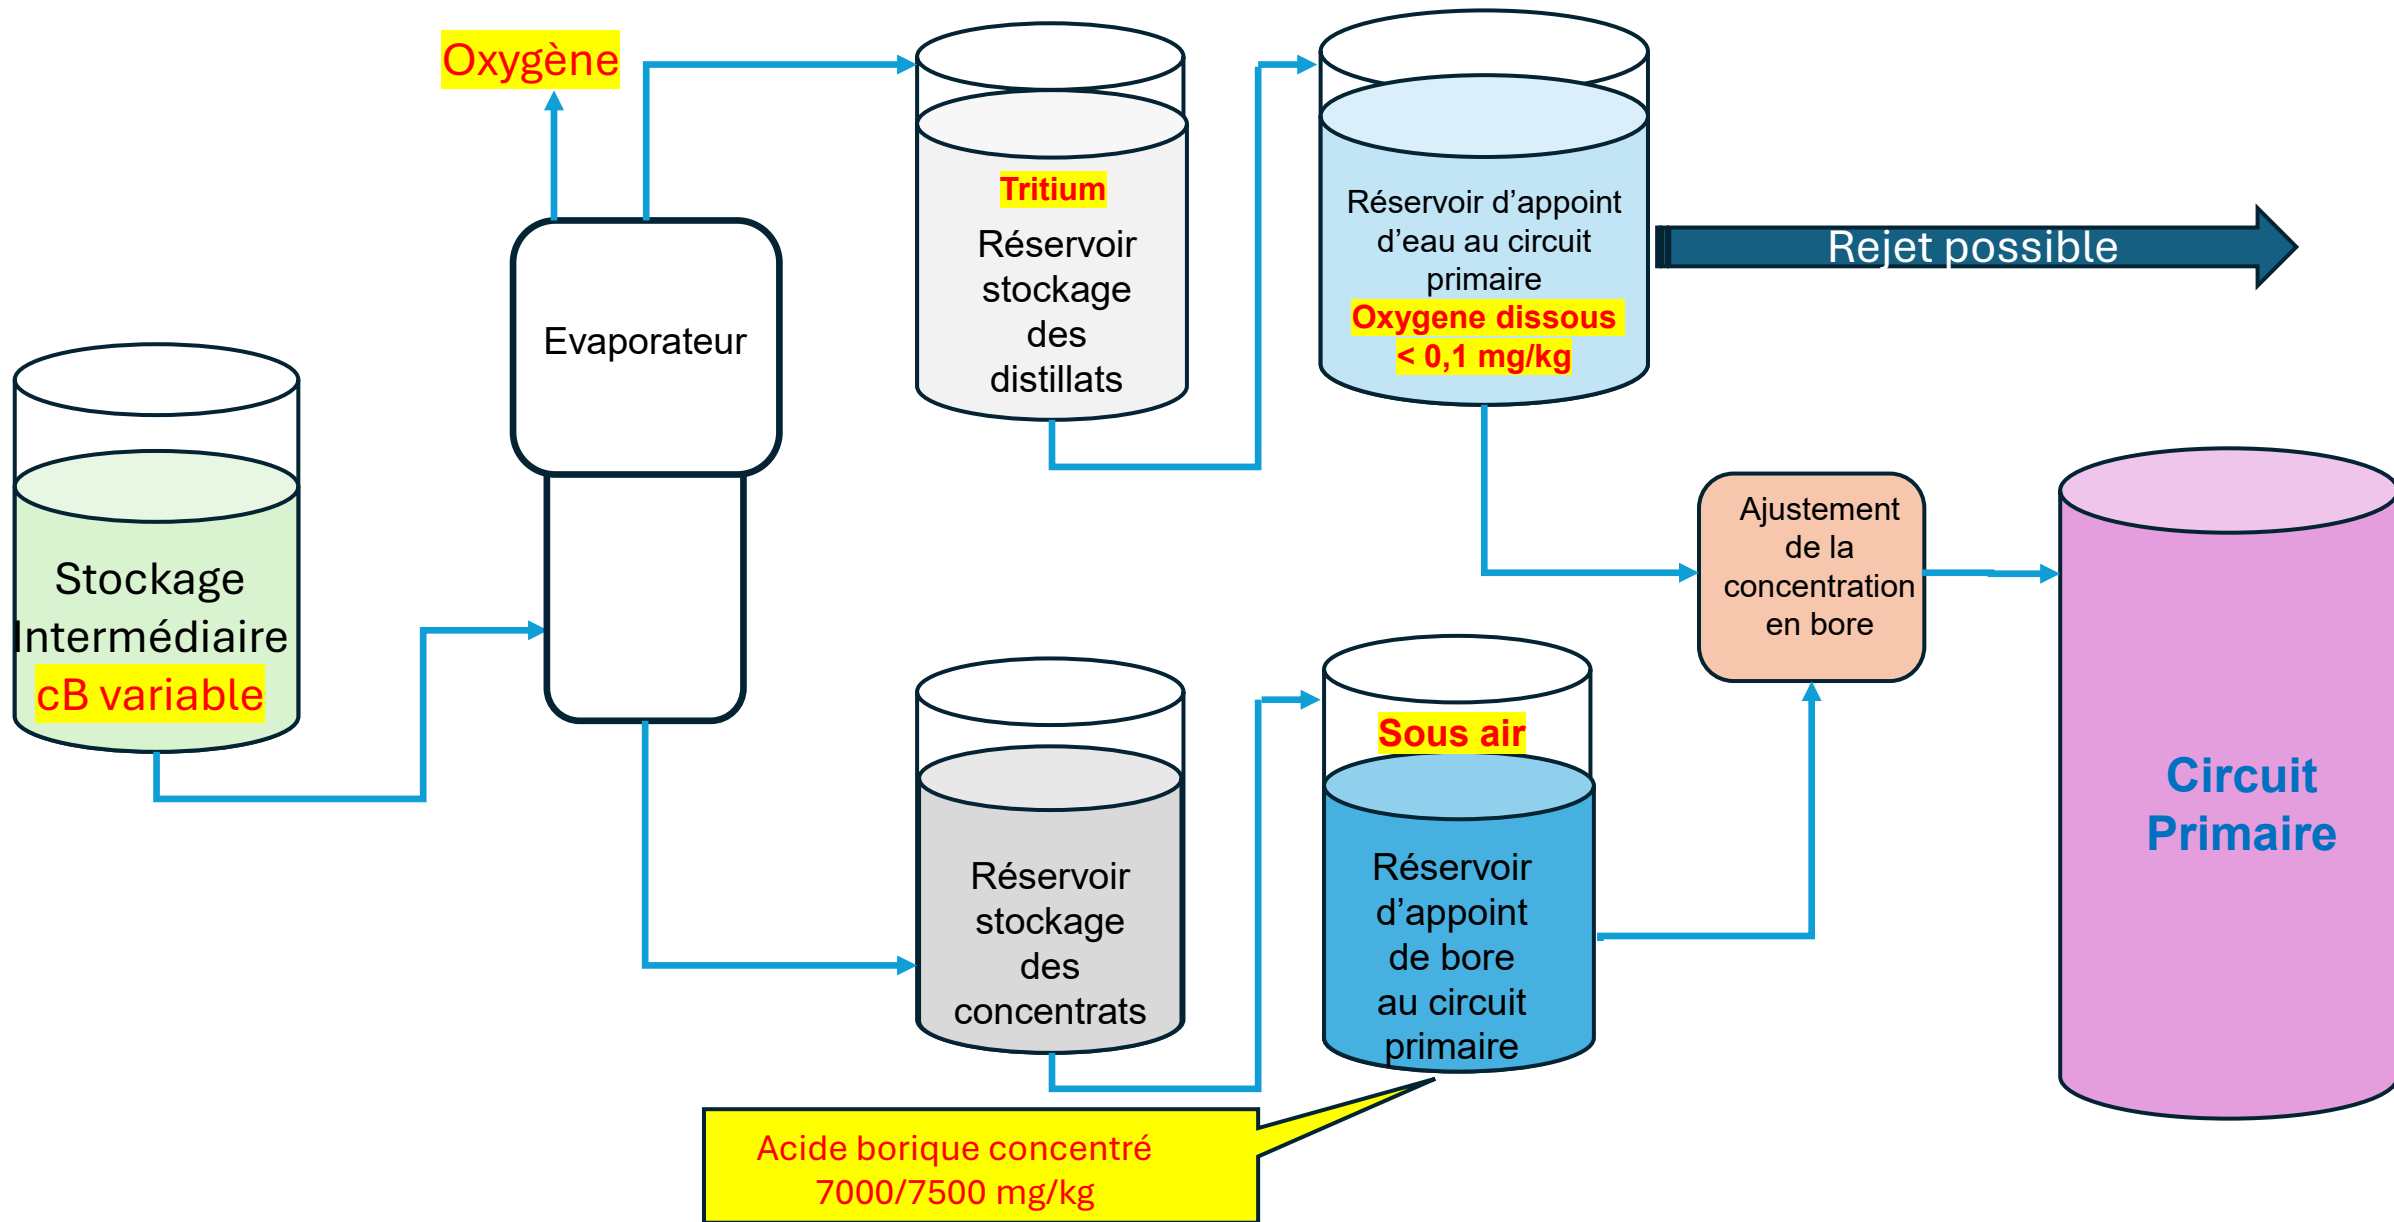 Oxygène
Evaporateur
Stockage
Intermédiaire
cB variable
Tritium
Réservoir
stockage
des
distillats
Réservoir d’appoint
d’eau au circuit
primaire
Oxygene dissous
< 0,1 mg/kg
Rejet possible
Ajustement
de la
concentration
en bore
Circuit
Primaire
Réservoir
stockage
des
concentrats
Sous air
Réservoir
d’appoint
de bore
au circuit
primaire
Acide borique concentré
7000/7500 mg/kg